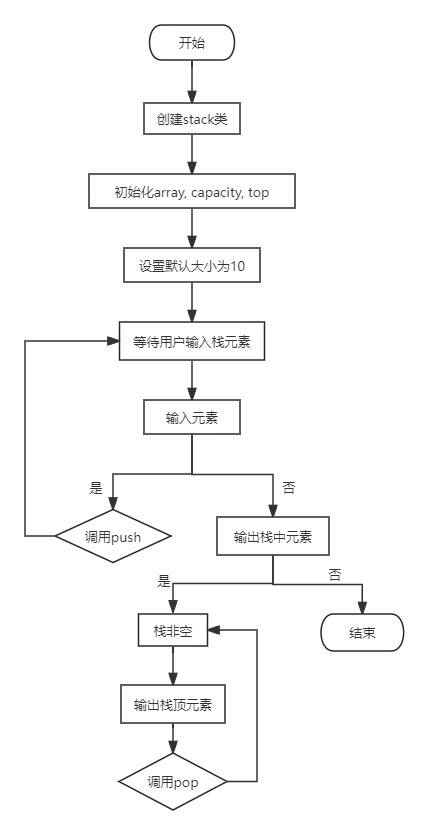 开始
创建stack类
初始化array, capacity, top
设置默认大小为10
等待用户输入栈元素
输入元素
是
否
调用push
输出栈中元素
是
否
栈非空
结束
输出栈顶元素
调用pop